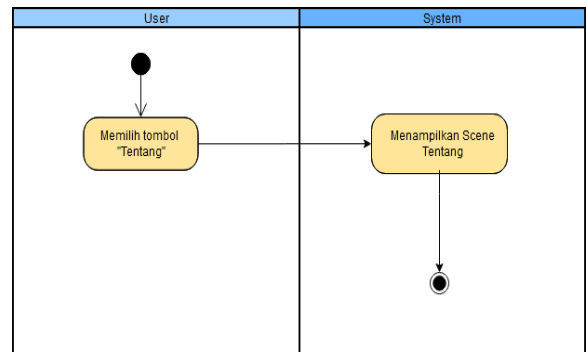 User
System
Memilih tombol
"Tentang"
Menampilkan Scene
Tentang